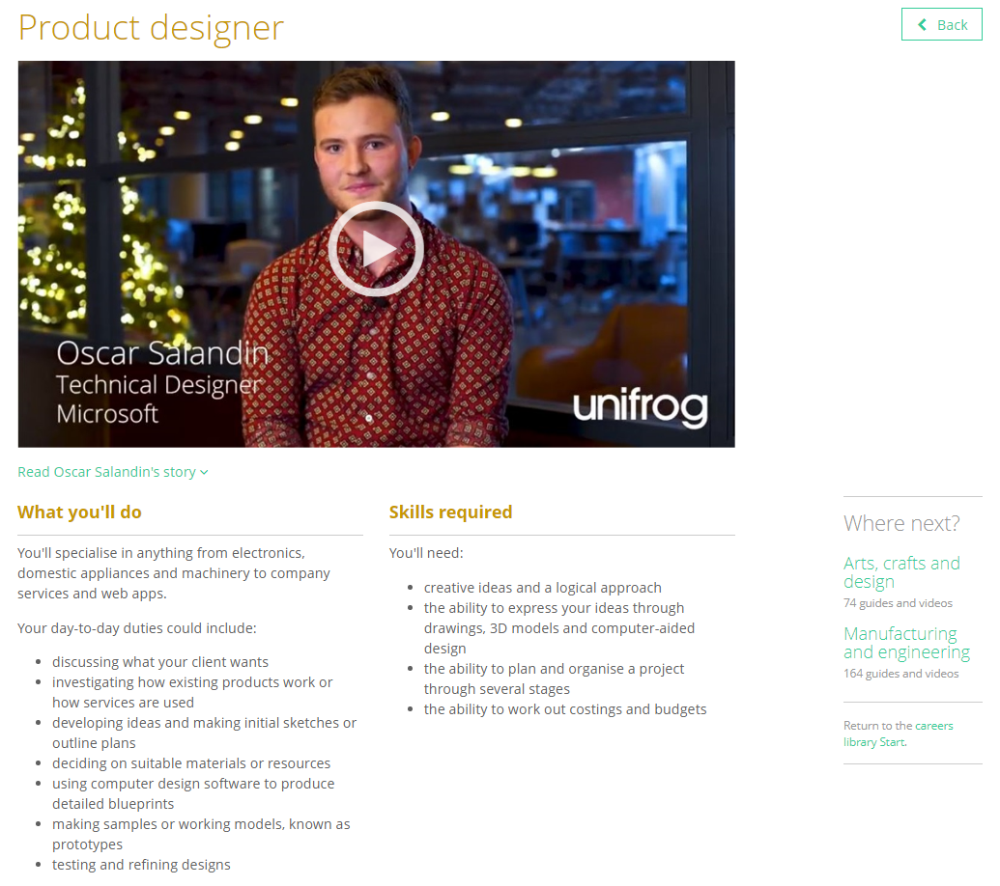 Product designer
Back
Oscar Salandin
Technical Designer
Microsoft
unifrog
Read Oscar Salandin's story
What you'll do
You'll specialise in anything from electronics,
domestic appliances and machinery to company
services and web apps.
Your day-to-day duties could include:
• discussing what your client wants
• investigating how existing products work or
how services are used
• developing ideas and making initial sketches or
outline plans
• deciding on suitable materials or resources
• using computer design software to produce
detailed blueprints
• making samples or working models, known as
prototypes
• testing and refining designs
Skills required
You'll need:
• creative ideas and a logical approach
• the ability to express your ideas through
drawings, 3D models and computer-aided
design
• the ability to plan and organise a project
through several stages
• the ability to work out costings and budgets
Where next?
Arts, crafts and
design
74 guides and videos
Manufacturing
and engineering
164 guides and videos
Return to the careers
library Start.